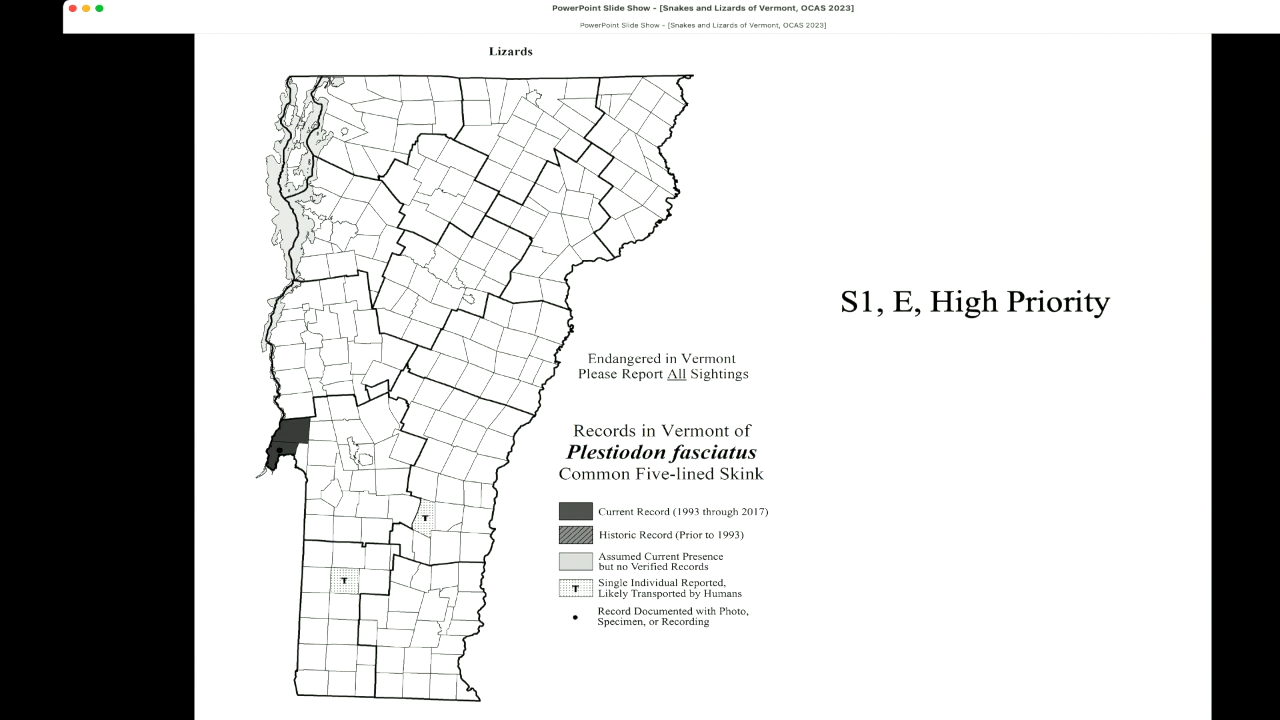 PowerPoint Slide Show - [Snakes and Lizards of Vermont, OCAS 2023]
PowerPoint Slide Show - [Snakes and Lizards of Vermont, OCAS 2023]
Lizards
S1, E, High Priority
Endangered in Vermont
Please Report All Sightings
Records in Vermont of
Plestiodon fasciatus
Common Five-lined Skink
Current Record (1993 through 2017)
Historic Record (Prior to 1993)
Assumed Current Presence
but no Verified Records
T
Single Individual Reported,
Likely Transported by Humans
T
T
Record Documented with Photo,
Specimen, or Recording